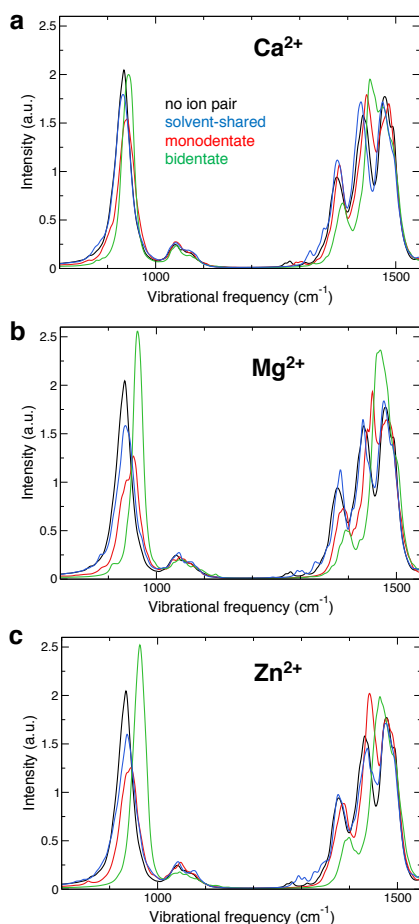 a
Ca²⁺
no ion pair
solvent-shared
monodentate
bidentate
Intensity (a.u.)
2.5
2
1.5
1
0.5
0
1000
1500
Vibrational frequency (cm⁻¹)
b
Mg²⁺
Intensity (a.u.)
2.5
2
1.5
1
0.5
0
1000
1500
Vibrational frequency (cm⁻¹)
c
Zn²⁺
Intensity (a.u.)
2.5
2
1.5
1
0.5
0
1000
1500
Vibrational frequency (cm⁻¹)